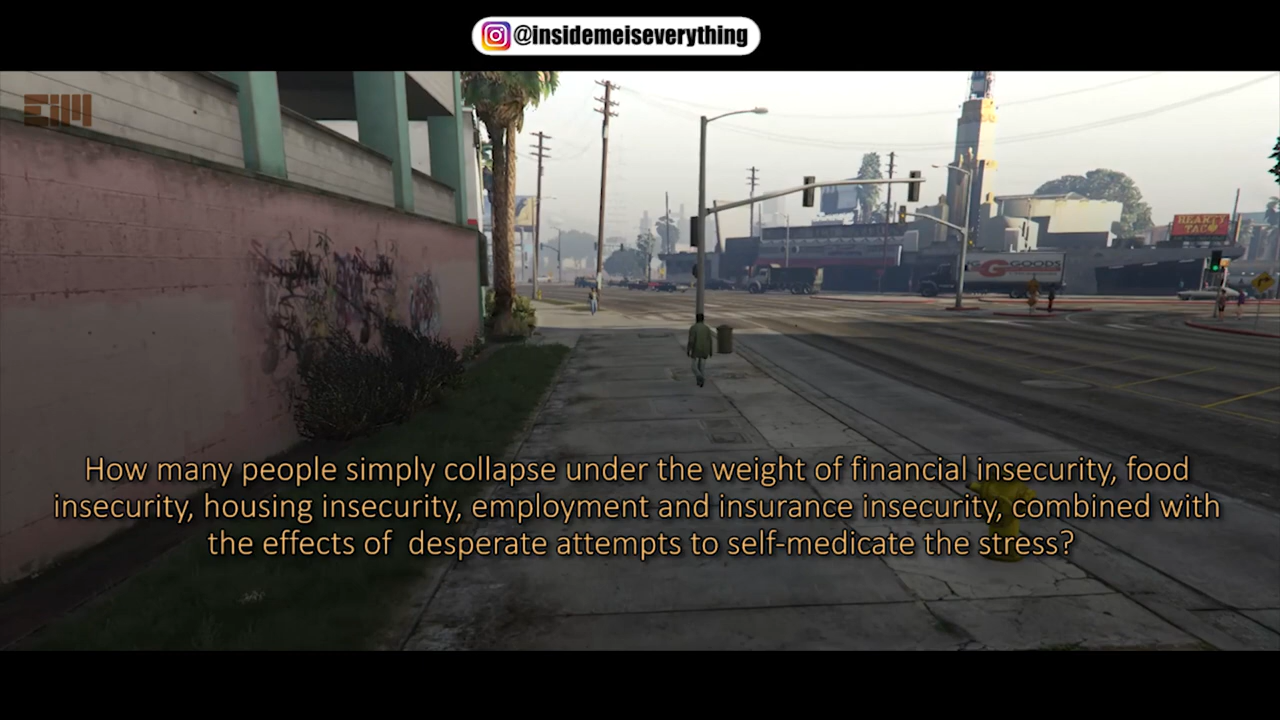 @insidemeiseverything
EIM
HEARTY
TACO
GOODS
How many people simply collapse under the weight of financial insecurity, food
insecurity, housing insecurity, employment and insurance insecurity, combined with
the effects of  desperate attempts to self-medicate the stress?